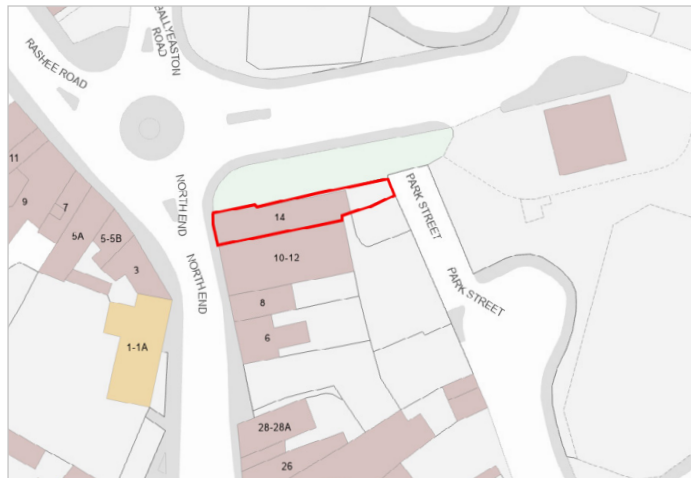 BALLYEASTON
ROAD
RASHEE ROAD
11
9
7
5A
5-5B
3
1-1A
NORTH END
NORTH END
14
10-12
8
6
28-28A
26
PARK STREET
PARK STREET